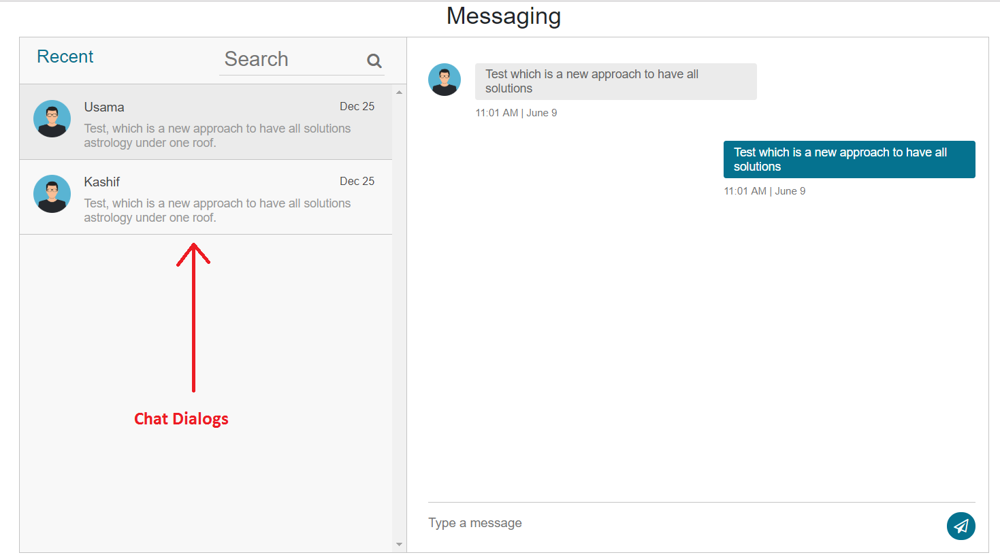 Messaging
Recent
Search
Usama
Dec 25
Test, which is a new approach to have all solutions
astrology under one roof.
Kashif
Dec 25
Test, which is a new approach to have all solutions
astrology under one roof.
Chat Dialogs
Test which is a new approach to have all
solutions
11:01 AM | June 9
Test which is a new approach to have all
solutions
11:01 AM | June 9
Type a message